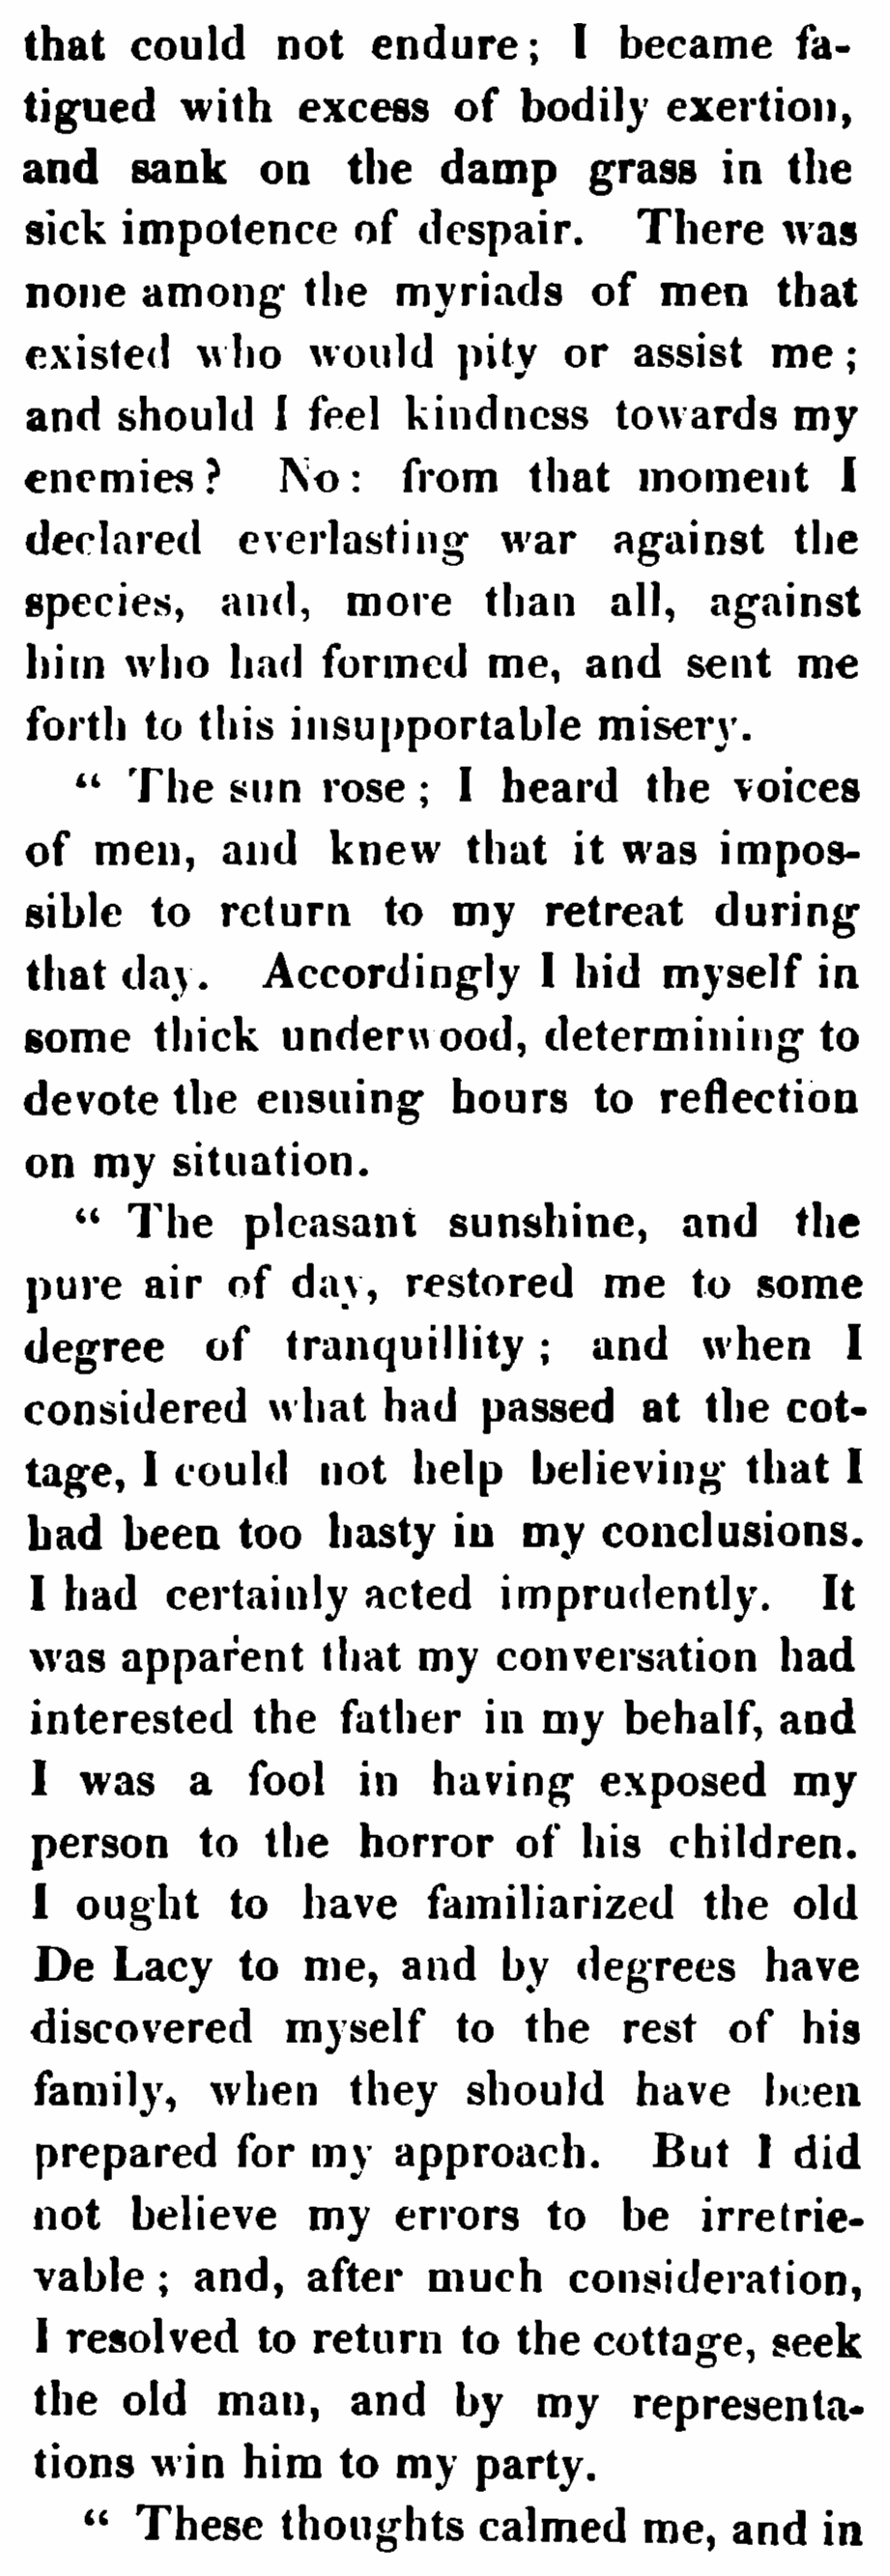 that could not endure; I became fa-
tigued with excess of bodily exertion,
and sank on the damp grass in the
sick impotence of despair. There was
none among the myriads of men that
existed who would pity or assist me;
and should I feel kindness towards my
enemies? No: from that moment I
declared everlasting war against the
species, and, more than all, against
him who had formed me, and sent me
forth to this insupportable misery.
“ The sun rose; I heard the voices
of men, and knew that it was impos-
sible to return to my retreat during
that day. Accordingly I hid myself in
some thick underwood, determining to
devote the ensuing hours to reflection
on my situation.
“ The pleasant sunshine, and the
pure air of day, restored me to some
degree of tranquillity; and when I
considered what had passed at the cot-
tage, I could not help believing that I
had been too hasty in my conclusions.
I had certainly acted imprudently. It
was apparent that my conversation had
interested the father in my behalf, and
I was a fool in having exposed my
person to the horror of his children.
I ought to have familiarized the old
De Lacy to me, and by degrees have
discovered myself to the rest of his
family, when they should have been
prepared for my approach. But I did
not believe my errors to be irretrie-
vable; and, after much consideration,
I resolved to return to the cottage, seek
the old man, and by my representa-
tions win him to my party.
“ These thoughts calmed me, and in